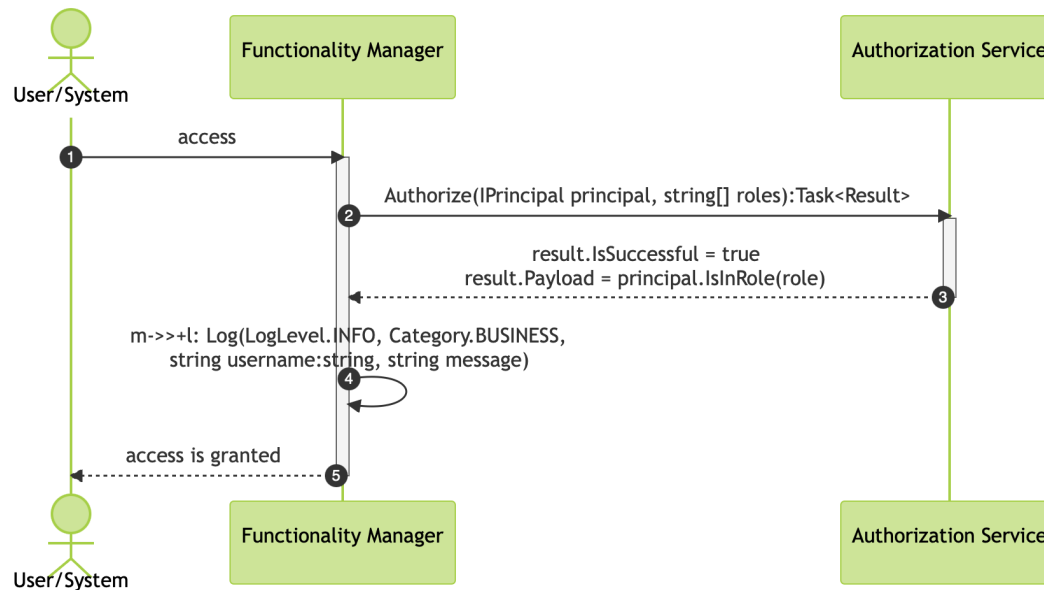 User/System
Functionality Manager
Authorization Service
access
1
Authorize(IPrincipal principal, string[] roles):Task<Result>
2
result.IsSuccessful = true
result.Payload = principal.IsInRole(role)
3
m->>+l: Log(LogLevel.INFO, Category.BUSINESS,
string username:string, string message)
4
access is granted
5
User/System
Functionality Manager
Authorization Service